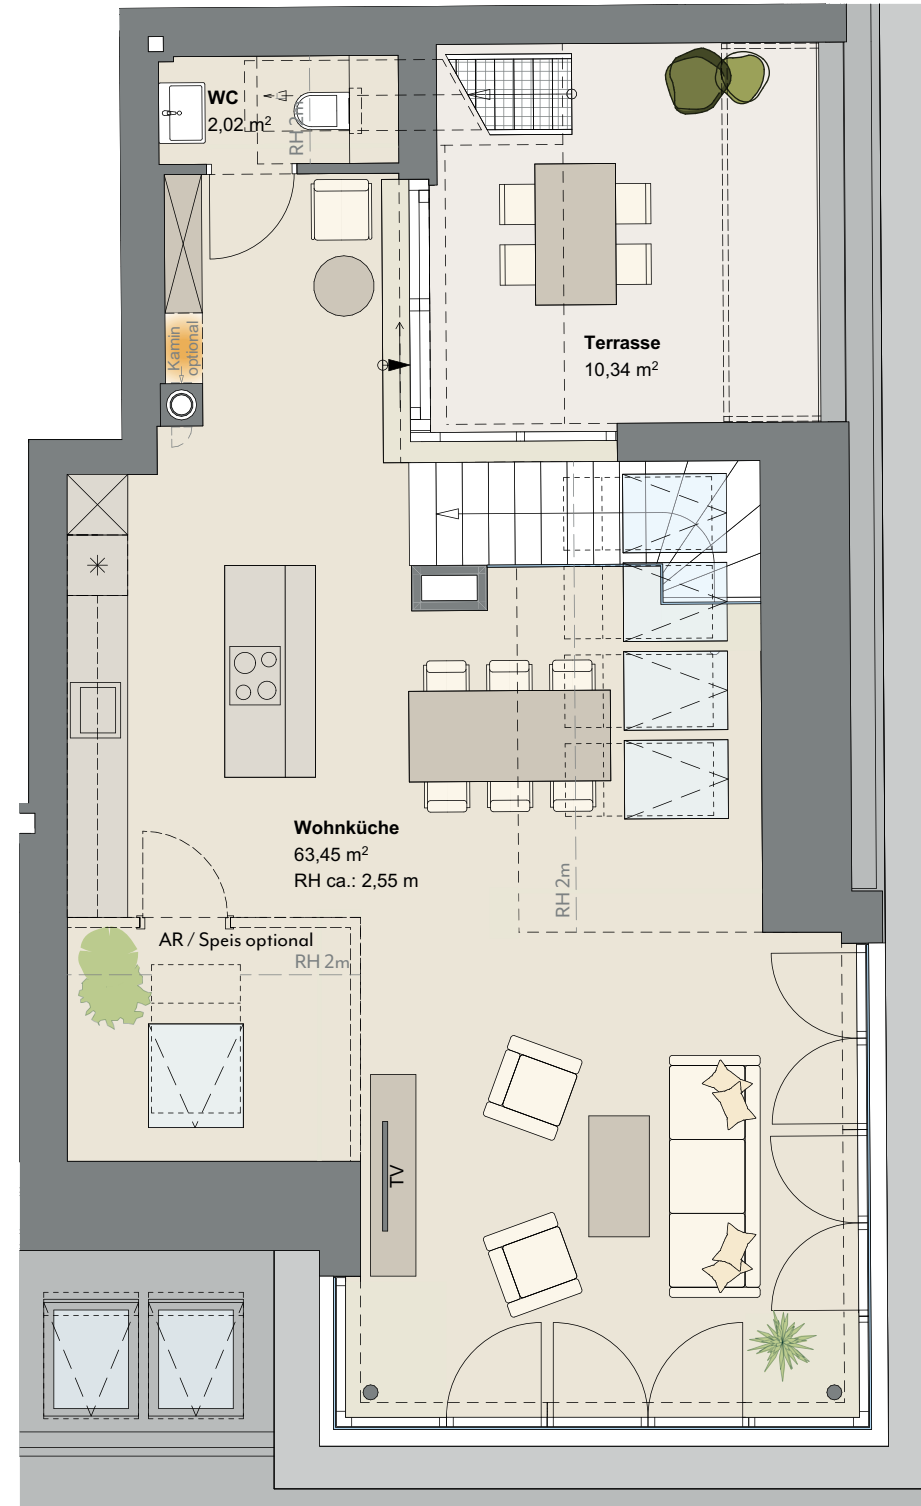 WC
2,02 m²
RH 2m
Kamin
optional
Terrasse
10,34 m²
Wohnküche
63,45 m²
RH ca.: 2,55 m
RH 2m
AR / Speis optional
RH 2m
TV